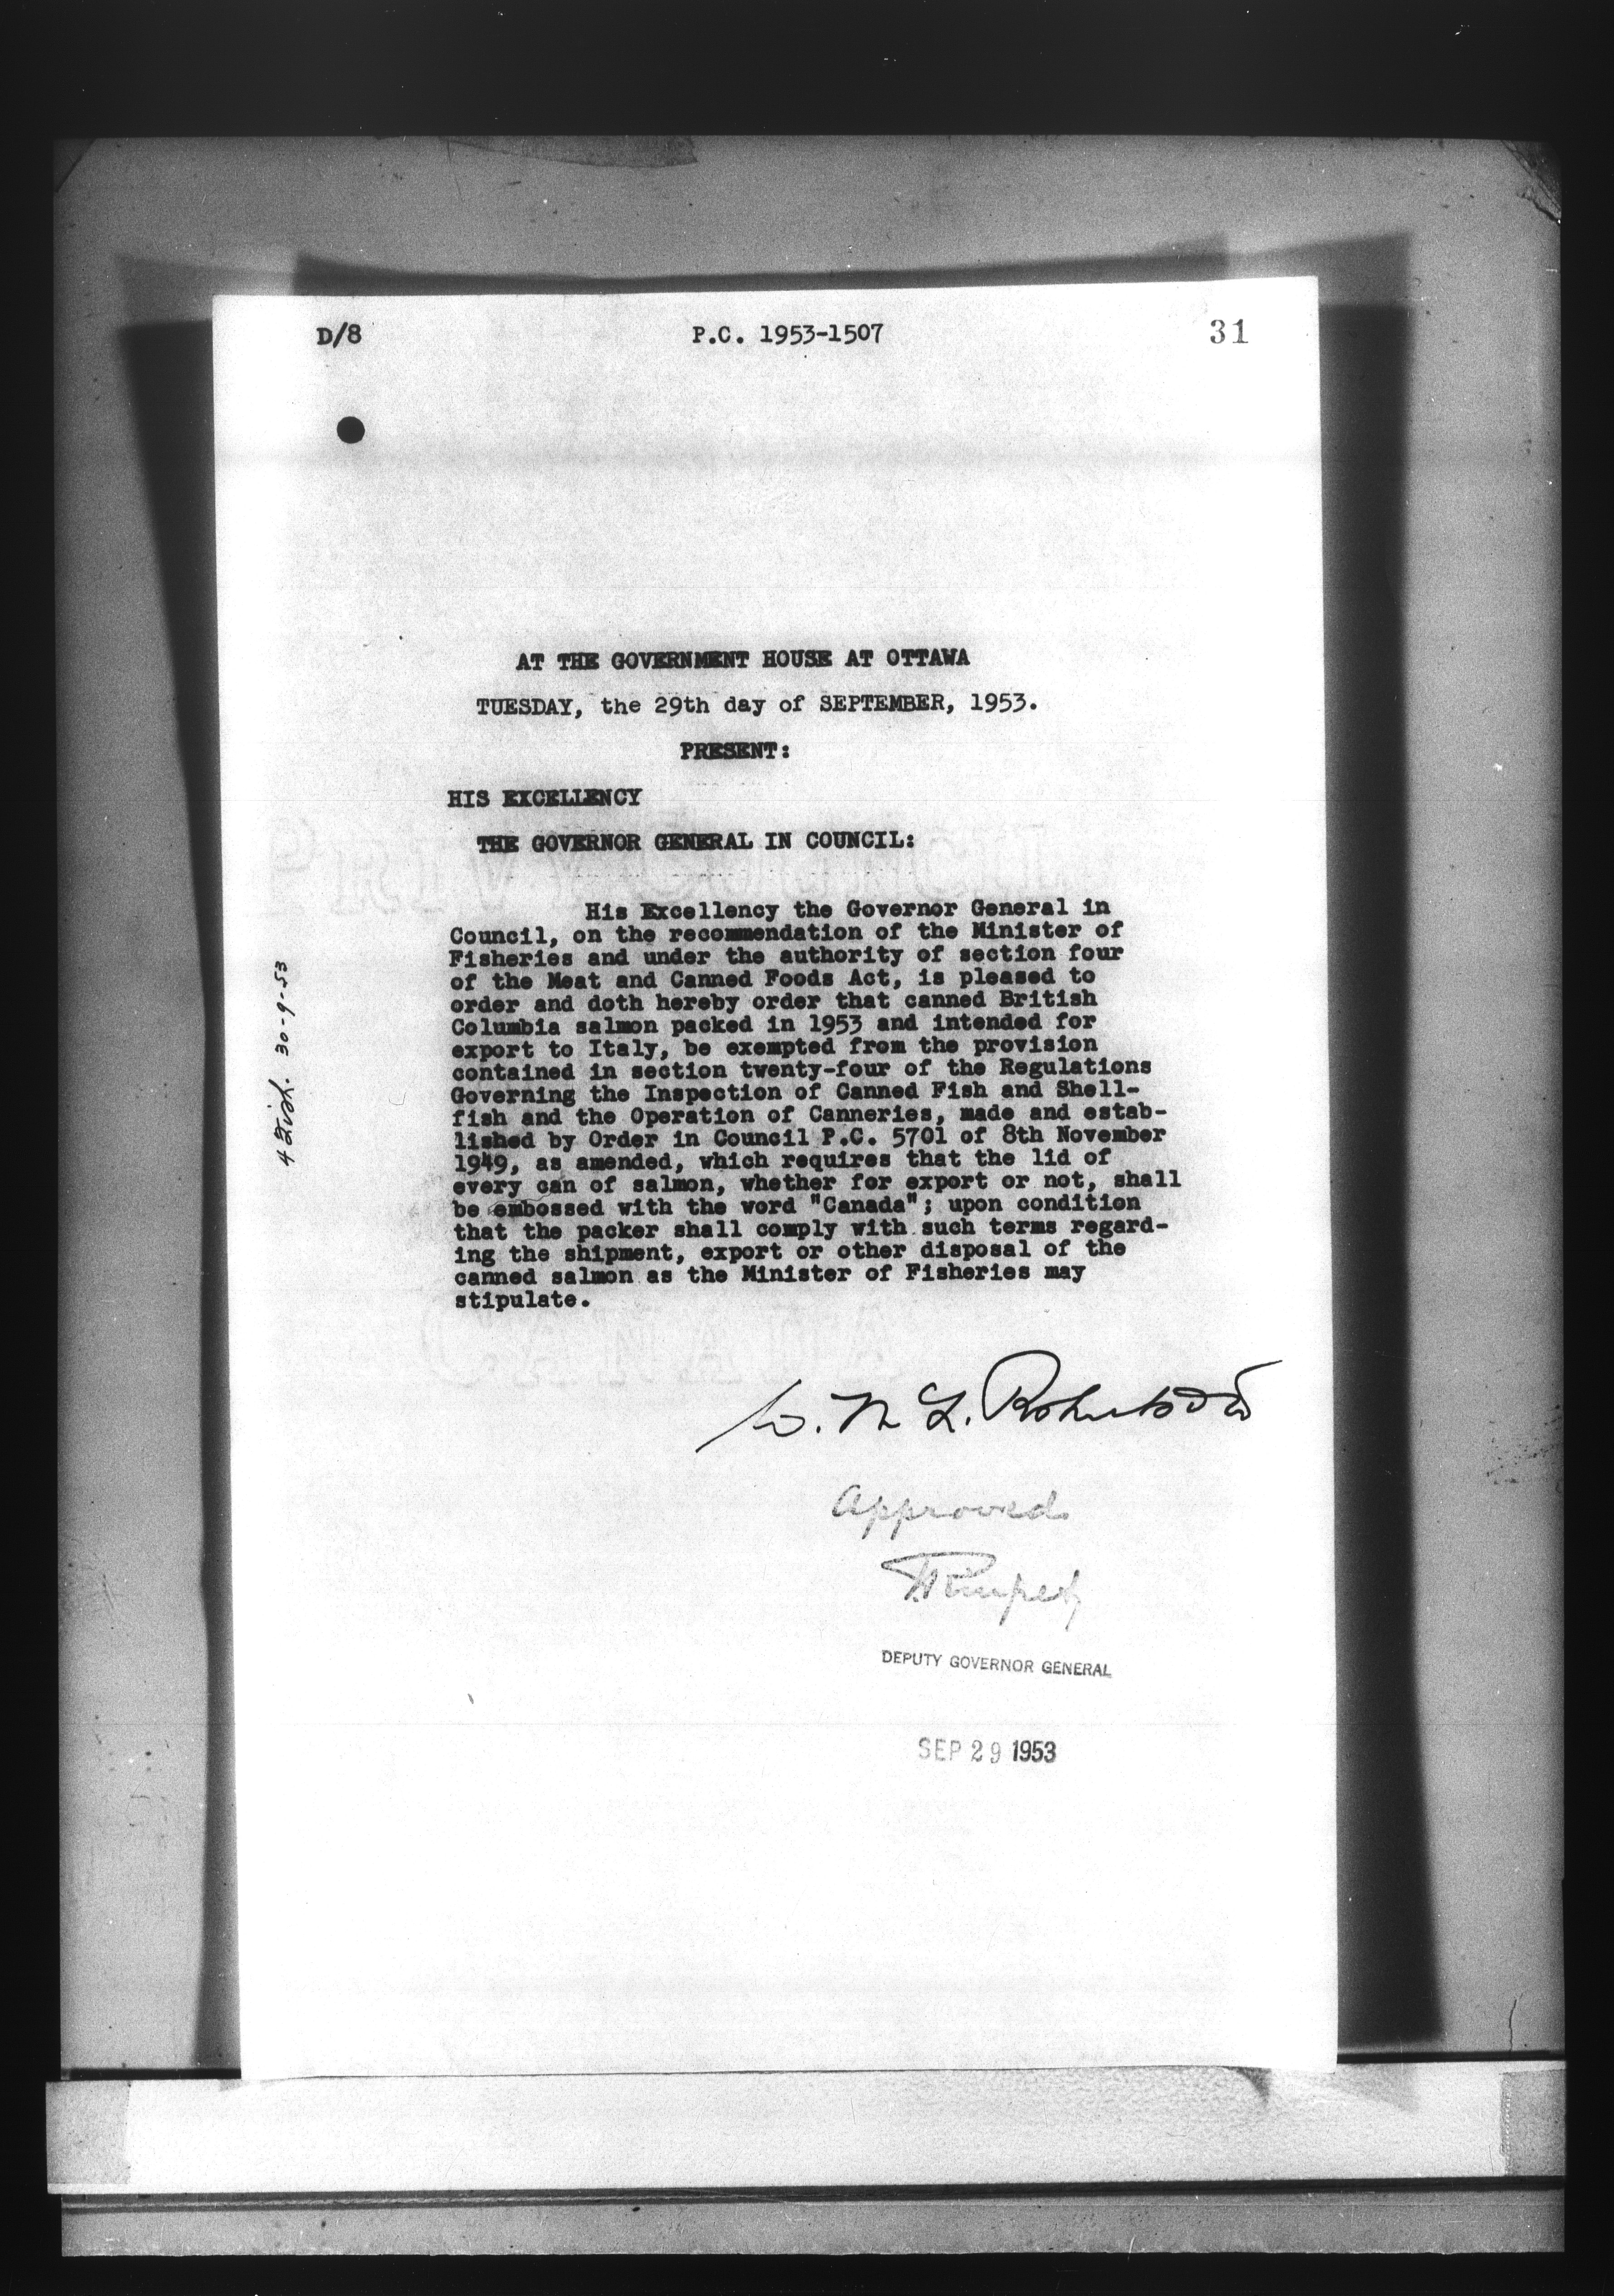 D/8
P.C. 1953-1507
31
AT THE GOVERNMENT HOUSE AT OTTAWA
TUESDAY, the 29th day of SEPTEMBER, 1953.
PRESENT:
HIS EXCELLENCY
THE GOVERNOR GENERAL IN COUNCIL:
His Excellency the Governor General in
Council, on the recommendation of the Minister of
Fisheries and under the authority of section four
of the Meat and Canned Foods Act, is pleased to
order and doth hereby order that canned British
Columbia salmon packed in 1953 and intended for
export to Italy, be exempted from the provision
contained in section twenty-four of the Regulations
Governing the Inspection of Canned Fish and Shell-
fish and the Operation of Canneries, made and estab-
lished by Order in Council P.C. 5701 of 8th November
1949, as amended, which requires that the lid of
every can of salmon, whether for export or not, shall
be embossed with the word "Canada"; upon condition
that the packer shall comply with such terms regard-
ing the shipment, export or other disposal of the
canned salmon as the Minister of Fisheries may
stipulate.
4 Fish. 30-9-53
Approved
DEPUTY GOVERNOR GENERAL
SEP 29 1953